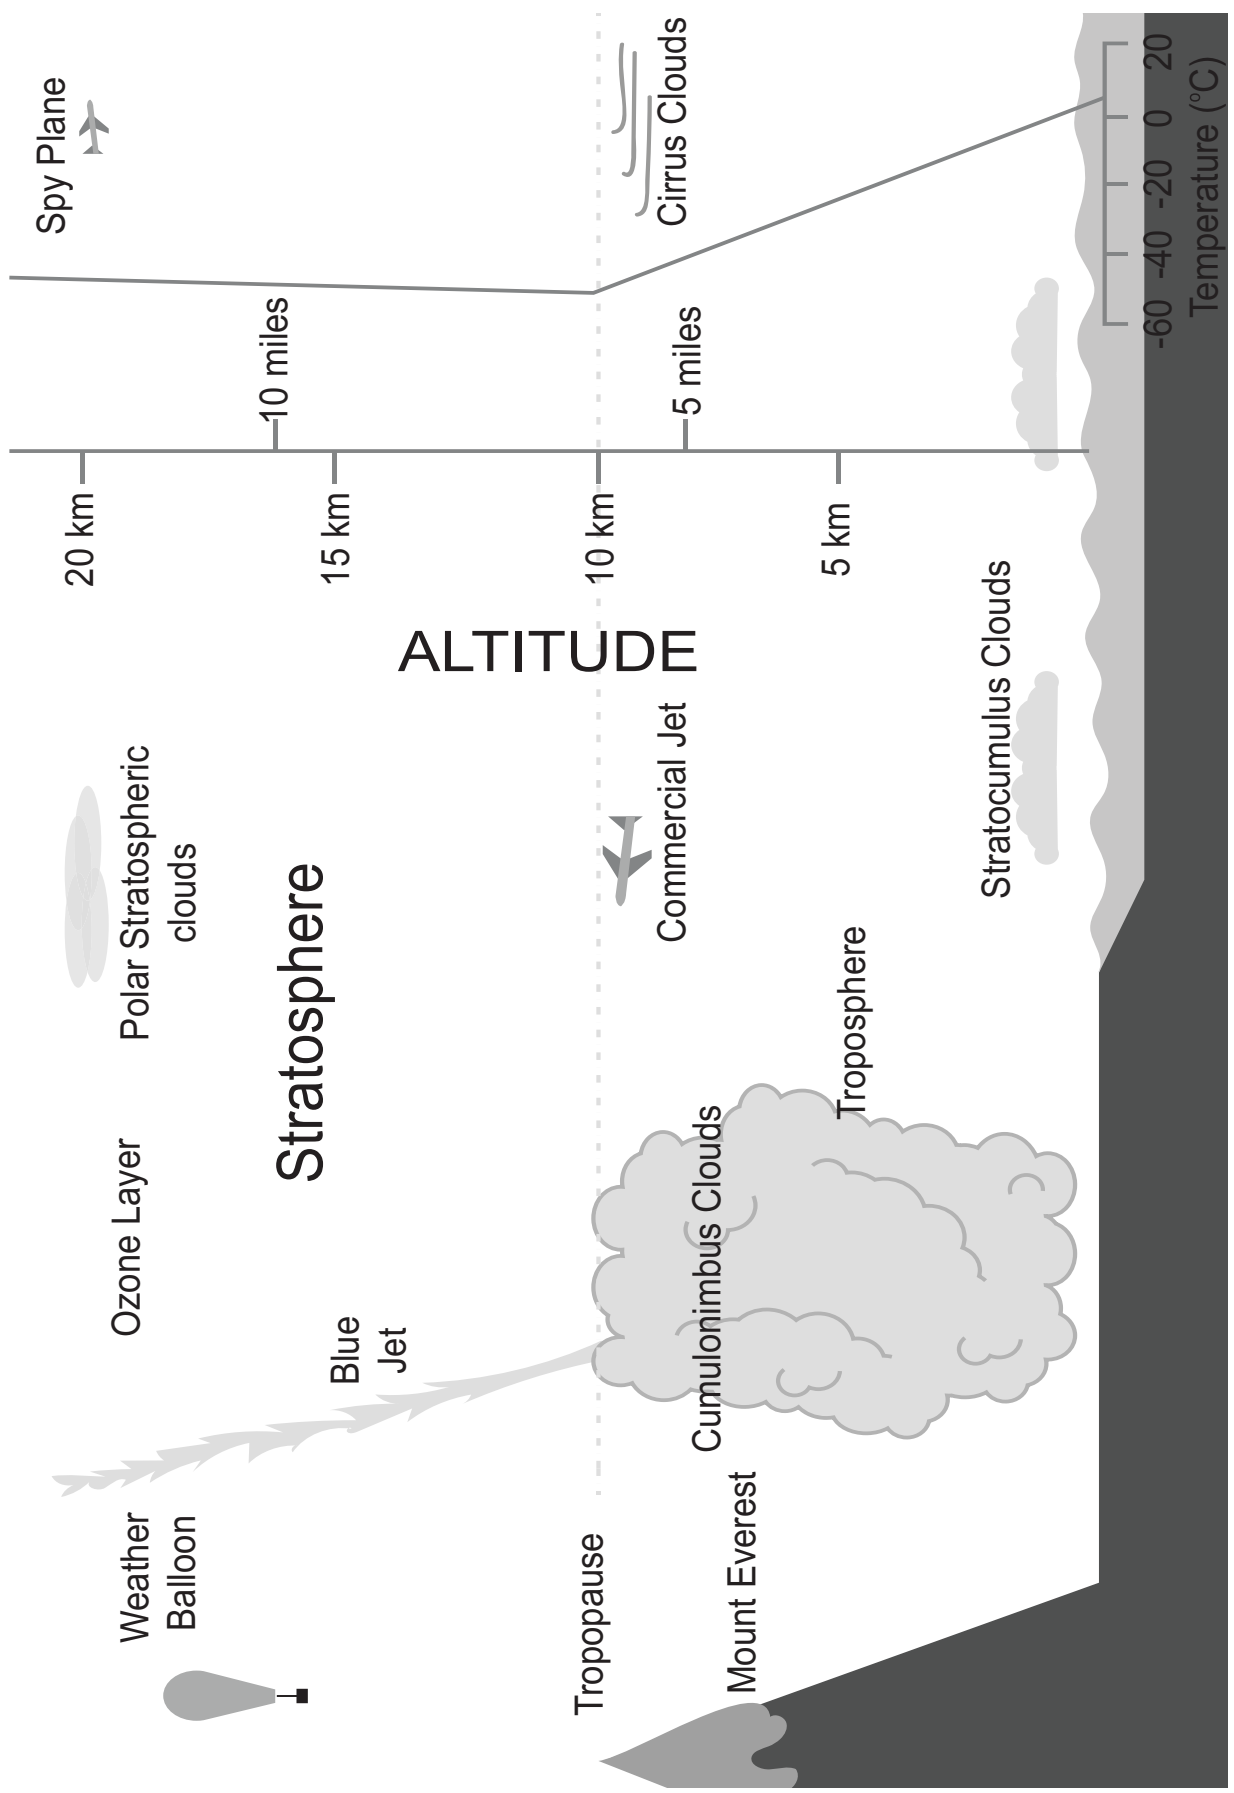 Spy Plane
Cirrus Clouds
10 miles
5 miles
20 km
15 km
10 km
5 km
ALTITUDE
-60 -40 -20 0 20
Temperature (°C)
Polar Stratospheric
clouds
Stratosphere
Commercial Jet
Stratocumulus Clouds
Troposphere
Ozone Layer
Blue
Jet
Cumulonimbus Clouds
Weather
Balloon
Tropopause
Mount Everest